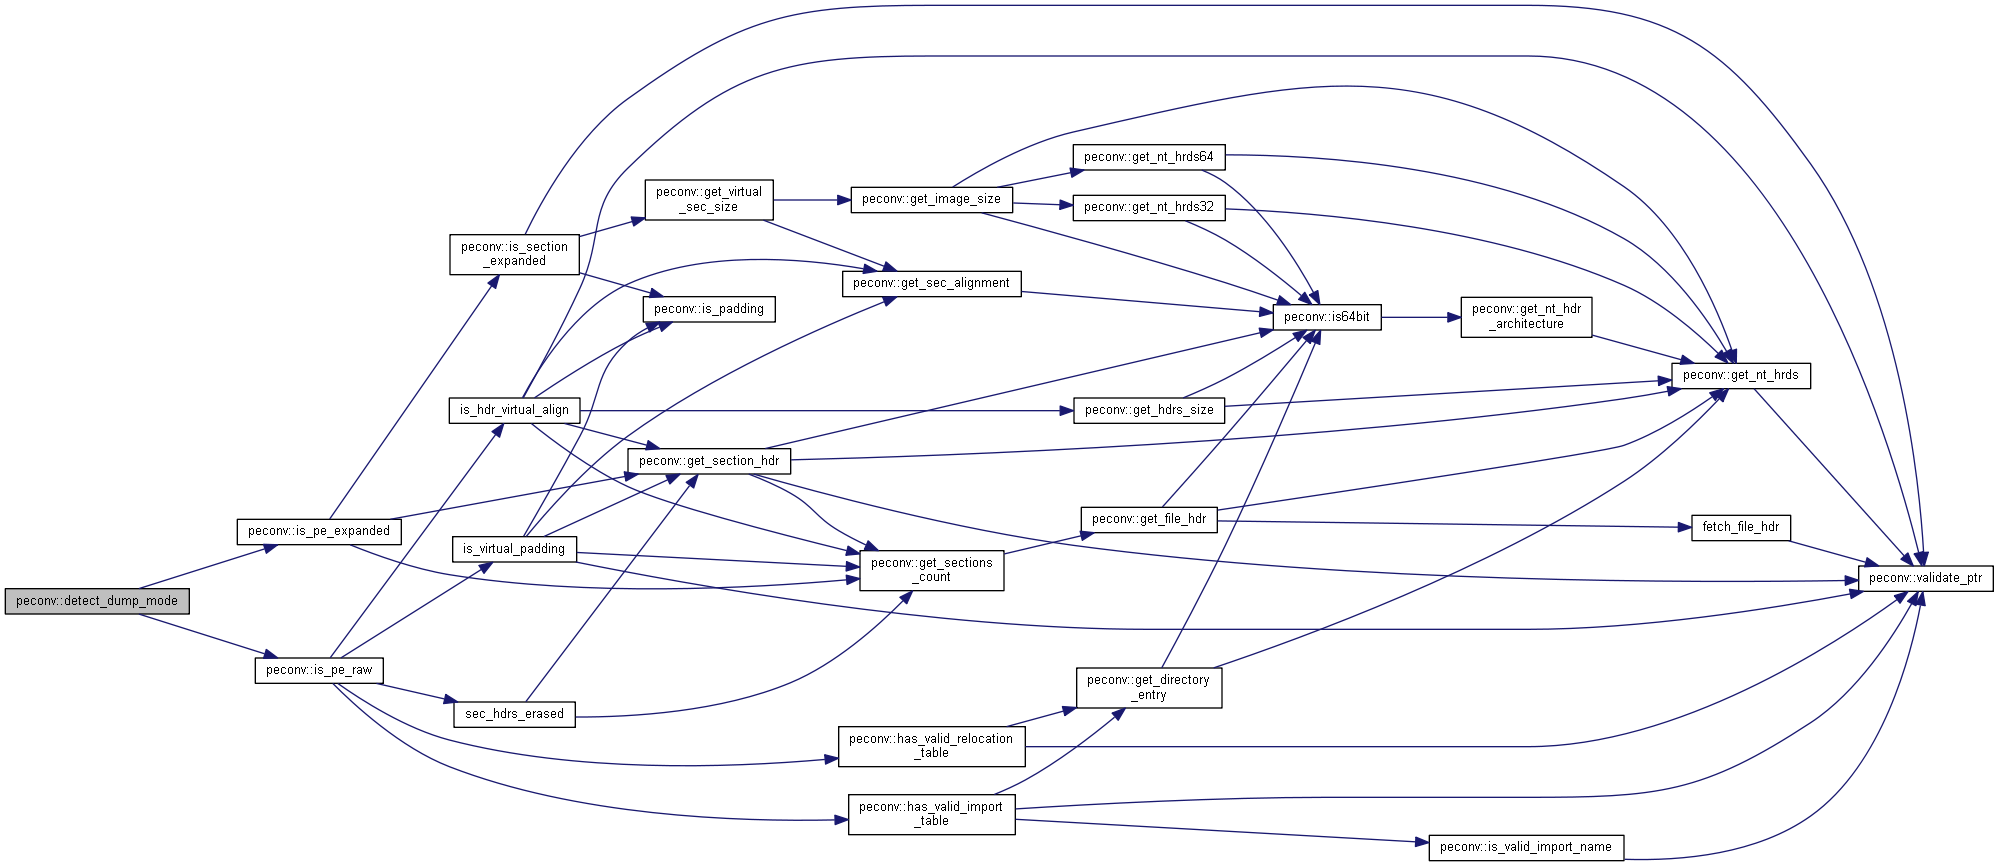 peconv::detect_dump_mode
peconv::is_pe_expanded
peconv::is_pe_raw
peconv::is_section
_expanded
is_hdr_virtual_align
is_virtual_padding
sec_hdrs_erased
peconv::get_virtual
_sec_size
peconv::is_padding
peconv::get_section_hdr
peconv::get_image_size
peconv::get_sec_alignment
peconv::get_sections
_count
peconv::has_valid_relocation
_table
peconv::has_valid_import
_table
peconv::get_nt_hrds64
peconv::get_nt_hrds32
peconv::get_hdrs_size
peconv::get_file_hdr
peconv::get_directory
_entry
peconv::is64bit
peconv::get_nt_hdr
_architecture
peconv::is_valid_import_name
peconv::get_nt_hrds
fetch_file_hdr
peconv::validate_ptr